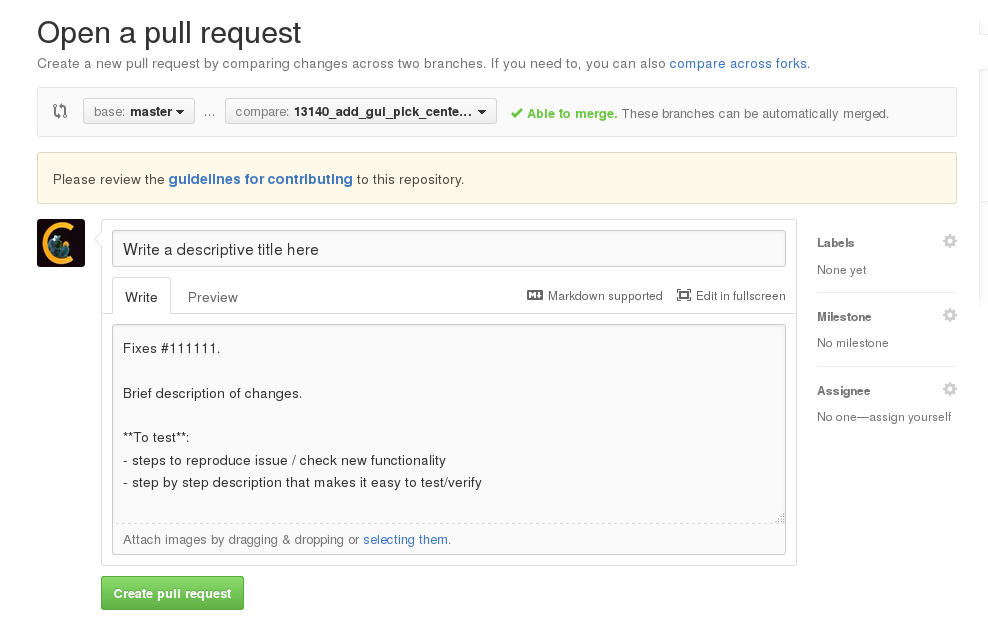 Open a pull request
Create a new pull request by comparing changes across two branches. If you need to, you can also compare across forks.
base: master ... compare: 13140_add_gui_pick_cente... Able to merge. These branches can be automatically merged.
Please review the guidelines for contributing to this repository.
Write a descriptive title here
Write Preview Markdown supported Edit in fullscreen
Fixes #111111.
Brief description of changes.
**To test**:
- steps to reproduce issue / check new functionality
- step by step description that makes it easy to test/verify
Attach images by dragging & dropping or selecting them.
Create pull request
Labels
None yet
Milestone
No milestone
Assignee
No one—assign yourself